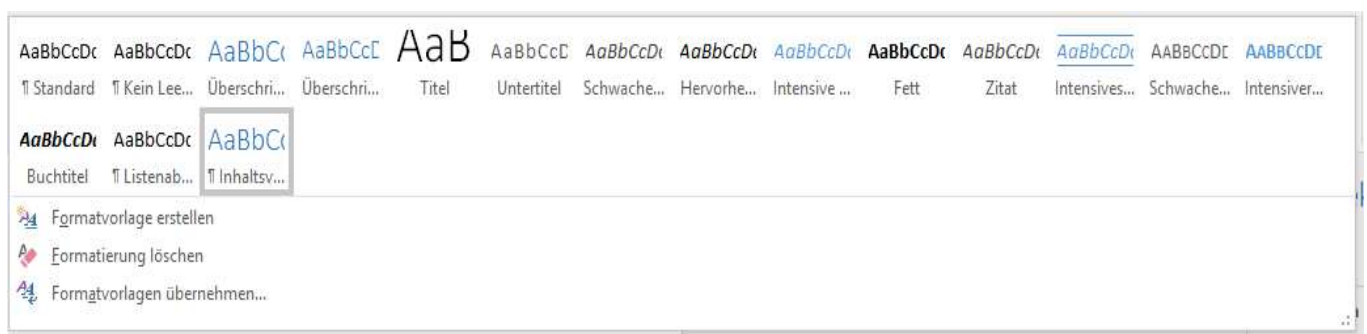 AaBbCcDc AaBbCcDc AaBbCc AaBbCcD AaB AaBbCcD AaBbCcDc AaBbCcDc AaBbCcDc AaBbCcDc AaBbCcDc AaBbCcDc AABBCCDE AABBCCDE
¶ Standard ¶ Kein Lee... Überschri... Überschri... Titel Untertitel Schwache... Hervorhe... Intensive ... Fett Zitat Intensives... Schwache... Intensiver...
AaBbCcDc AaBbCcDc AaBbCc
Buchtitel ¶ Listenab... ¶ Inhaltsv...
Formatvorlage erstellen
Formatierung löschen
Formatvorlagen übernehmen...